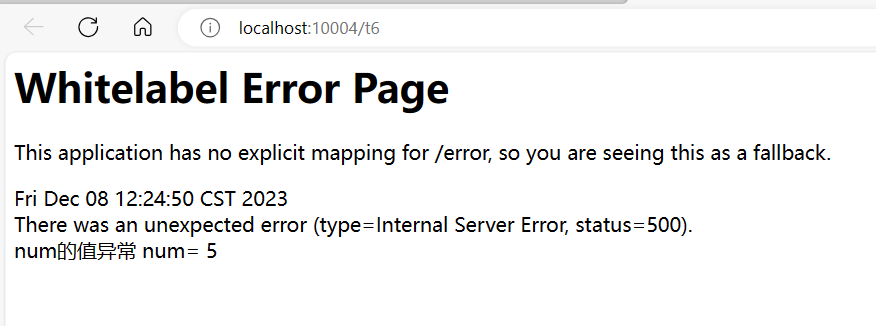 localhost:10004/t6
Whitelabel Error Page
This application has no explicit mapping for /error, so you are seeing this as a fallback.
Fri Dec 08 12:24:50 CST 2023
There was an unexpected error (type=Internal Server Error, status=500).
num的值异常 num= 5